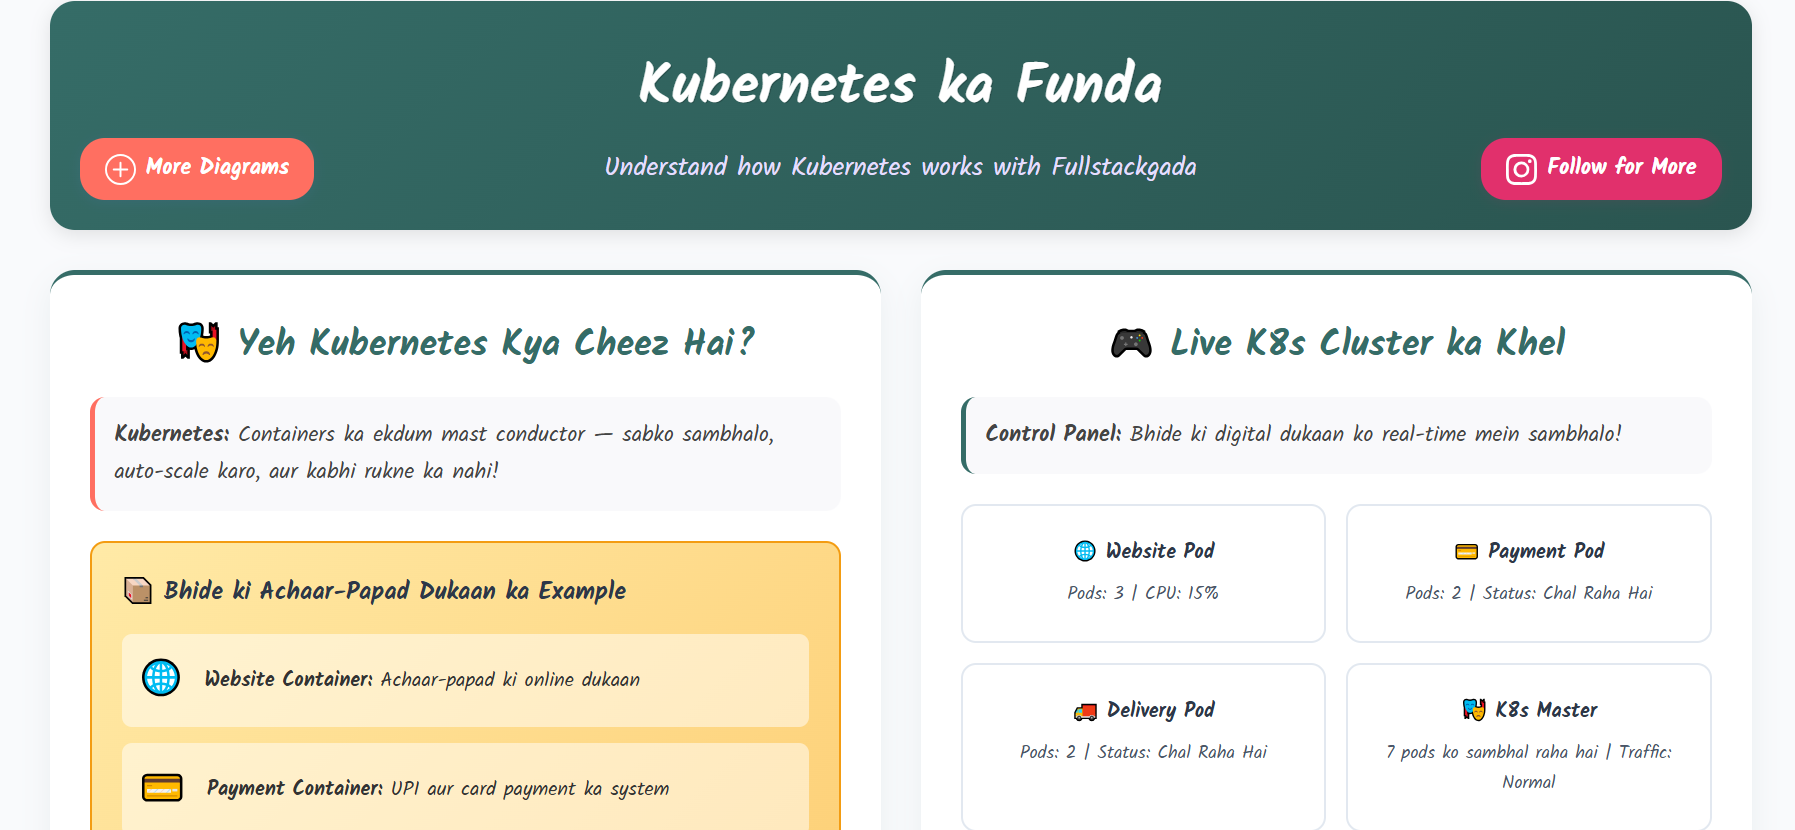 Kubernetes ka Funda
More Diagrams
Understand how Kubernetes works with Fullstackgada
Follow for More
Yeh Kubernetes Kya Cheez Hai?
Kubernetes: Containers ka ekdum mast conductor — sabko sambhalo,
auto-scale karo, aur kabhi rukne ka nahi!
Bhide ki Achaar-Papad Dukaan ka Example
Website Container: Achaar-papad ki online dukaan
Payment Container: UPI aur card payment ka system
Live K8s Cluster ka Khel
Control Panel: Bhide ki digital dukaan ko real-time mein sambhalo!
Website Pod
Pods: 3 | CPU: 15%
Payment Pod
Pods: 2 | Status: Chal Raha Hai
Delivery Pod
Pods: 2 | Status: Chal Raha Hai
K8s Master
7 pods ko sambhal raha hai | Traffic:
Normal